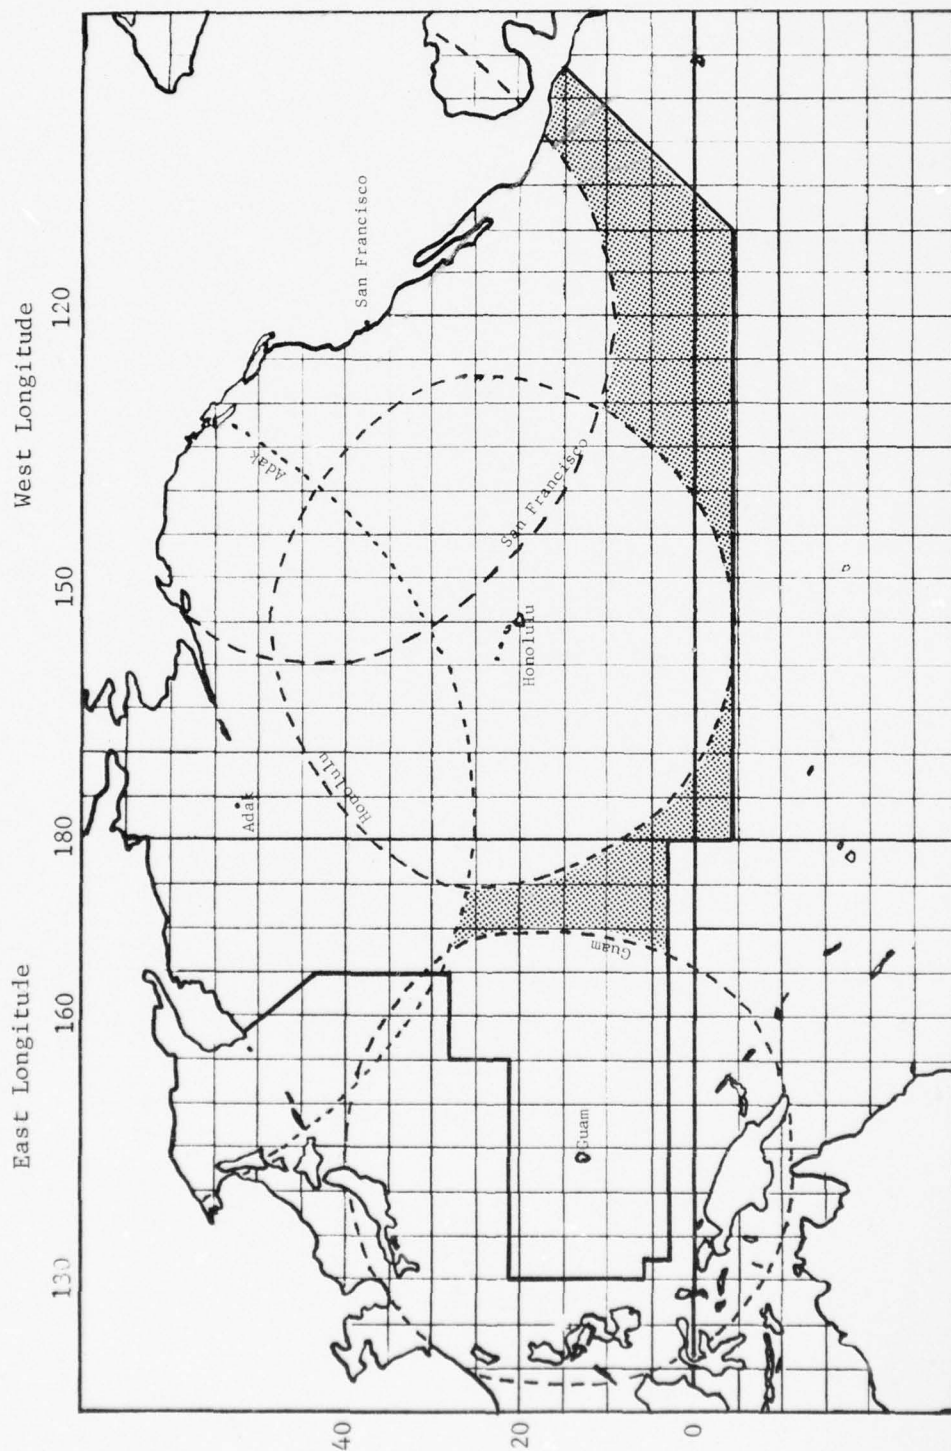 East Longituie
West Longitude
130
160
180
150
120
40
20
0
Adak
Adak
San Francisco
San Francisco
Honolulu
Honolulu
Guam
Guam